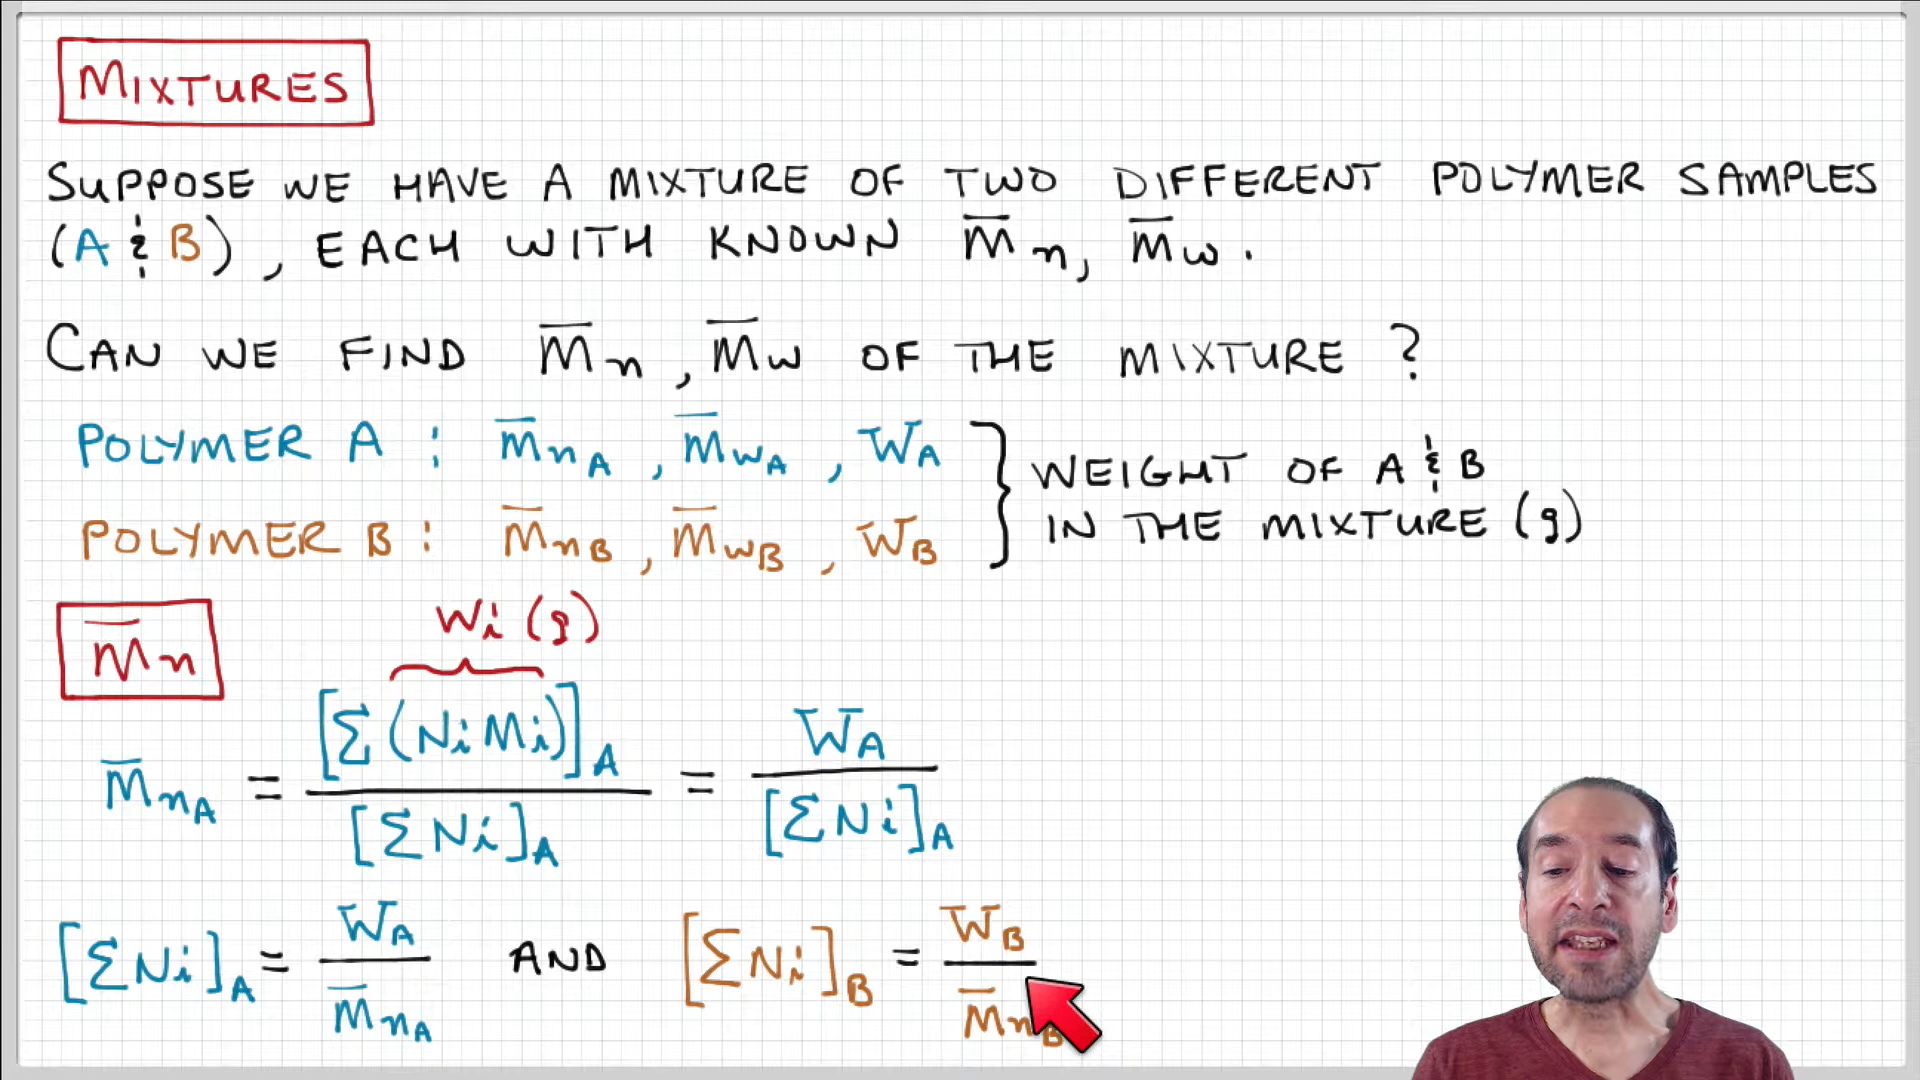 MIXTURES
SUPPOSE WE HAVE A MIXTURE OF TWO DIFFERENT POLYMER SAMPLES
(A & B), EACH WITH KNOWN M̅n, M̅w.
CAN WE FIND M̅n, M̅w OF THE MIXTURE ?
POLYMER A : M̅nA, M̅wA, WA
POLYMER B : M̅nB, M̅wB, WB
} WEIGHT OF A & B
IN THE MIXTURE (g)
M̅n
Wi (g)
M̅nA = [Σ(NiMi)]A / [ΣNi]A = WA / [ΣNi]A
[ΣNi]A = WA / M̅nA AND [ΣNi]B = WB / M̅nB